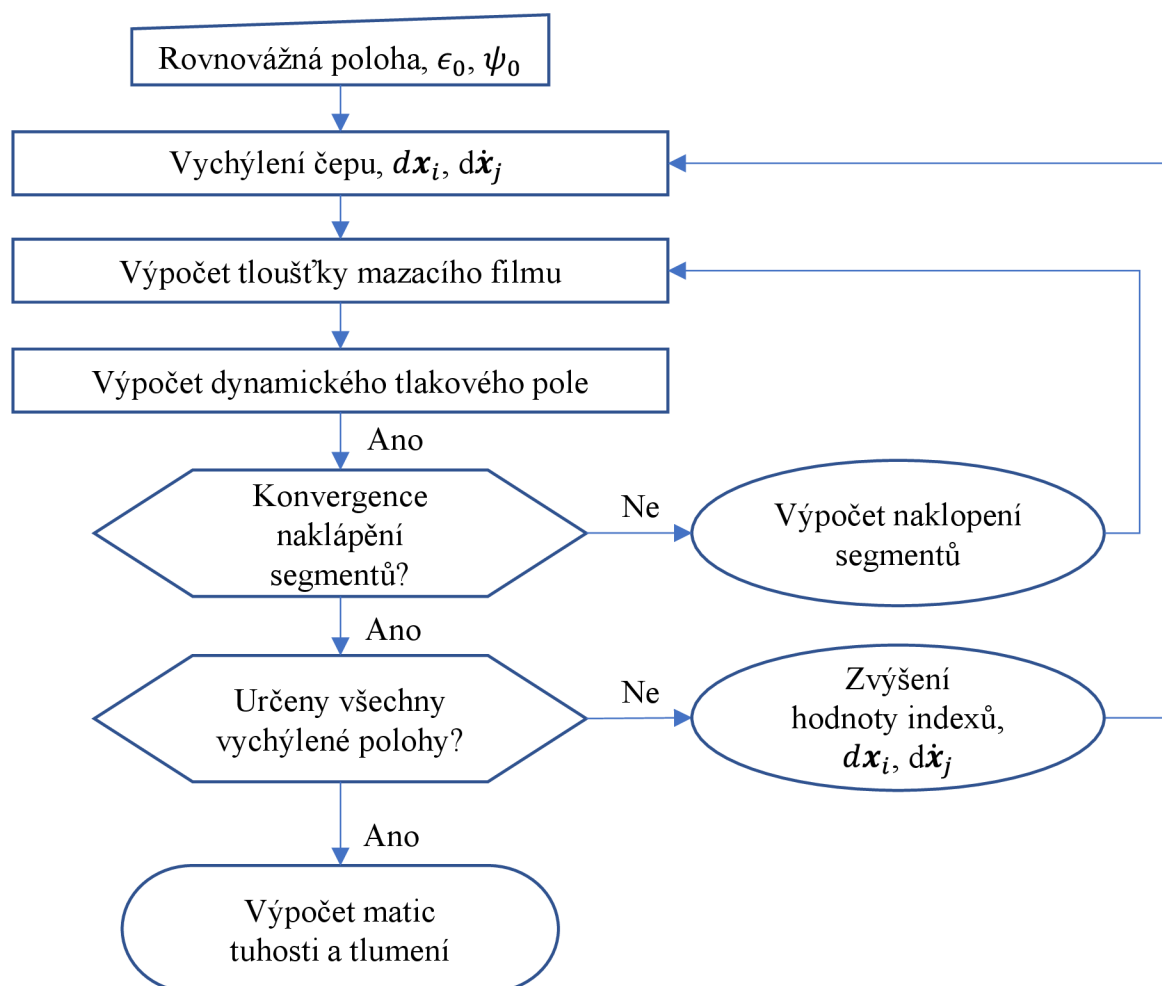 Rovnovážná poloha, ϵ₀, ψ₀
Vychýlení čepu, dxᵢ, dẋⱼ
Výpočet tloušťky mazacího filmu
Výpočet dynamického tlakového pole
Ano
Konvergence
naklápění
segmentů?
Ne
Výpočet naklopení
segmentů
Ano
Určeny všechny
vychýlené polohy?
Ne
Zvýšení
hodnoty indexů,
dxᵢ, dẋⱼ
Ano
Výpočet matic
tuhosti a tlumení